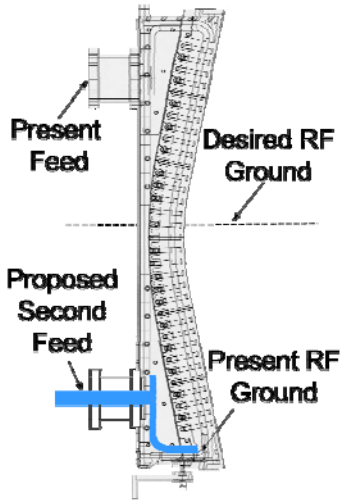 Present
Feed
Desired RF
Ground
Proposed
Second
Feed
Present RF
Ground